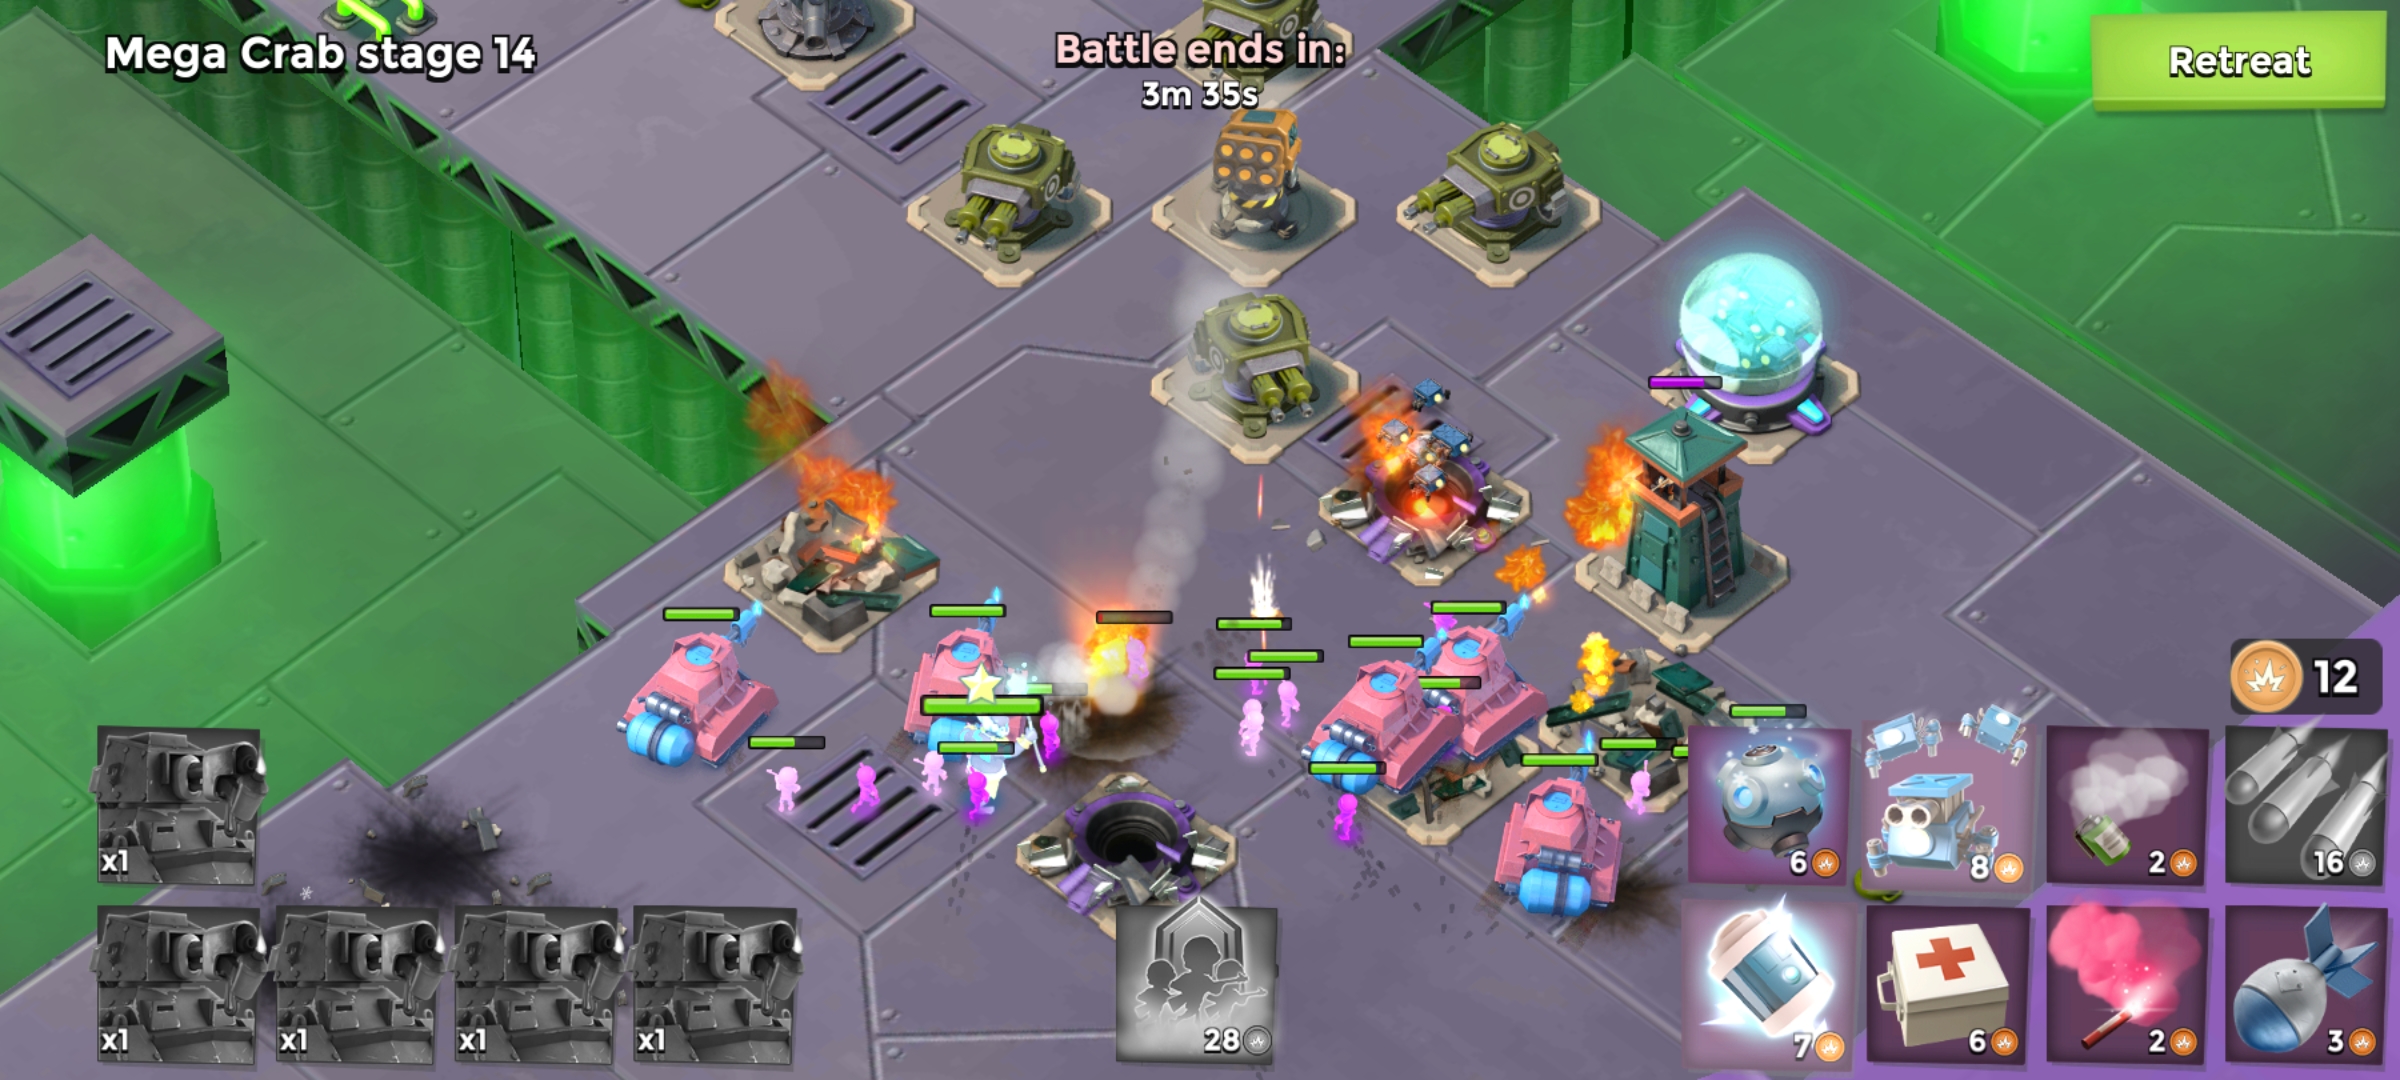 Mega Crab stage 14
Battle ends in:
3m 35s
Retreat
12
x1
6
8
2
16
x1
x1
x1
x1
28
7
6
2
3